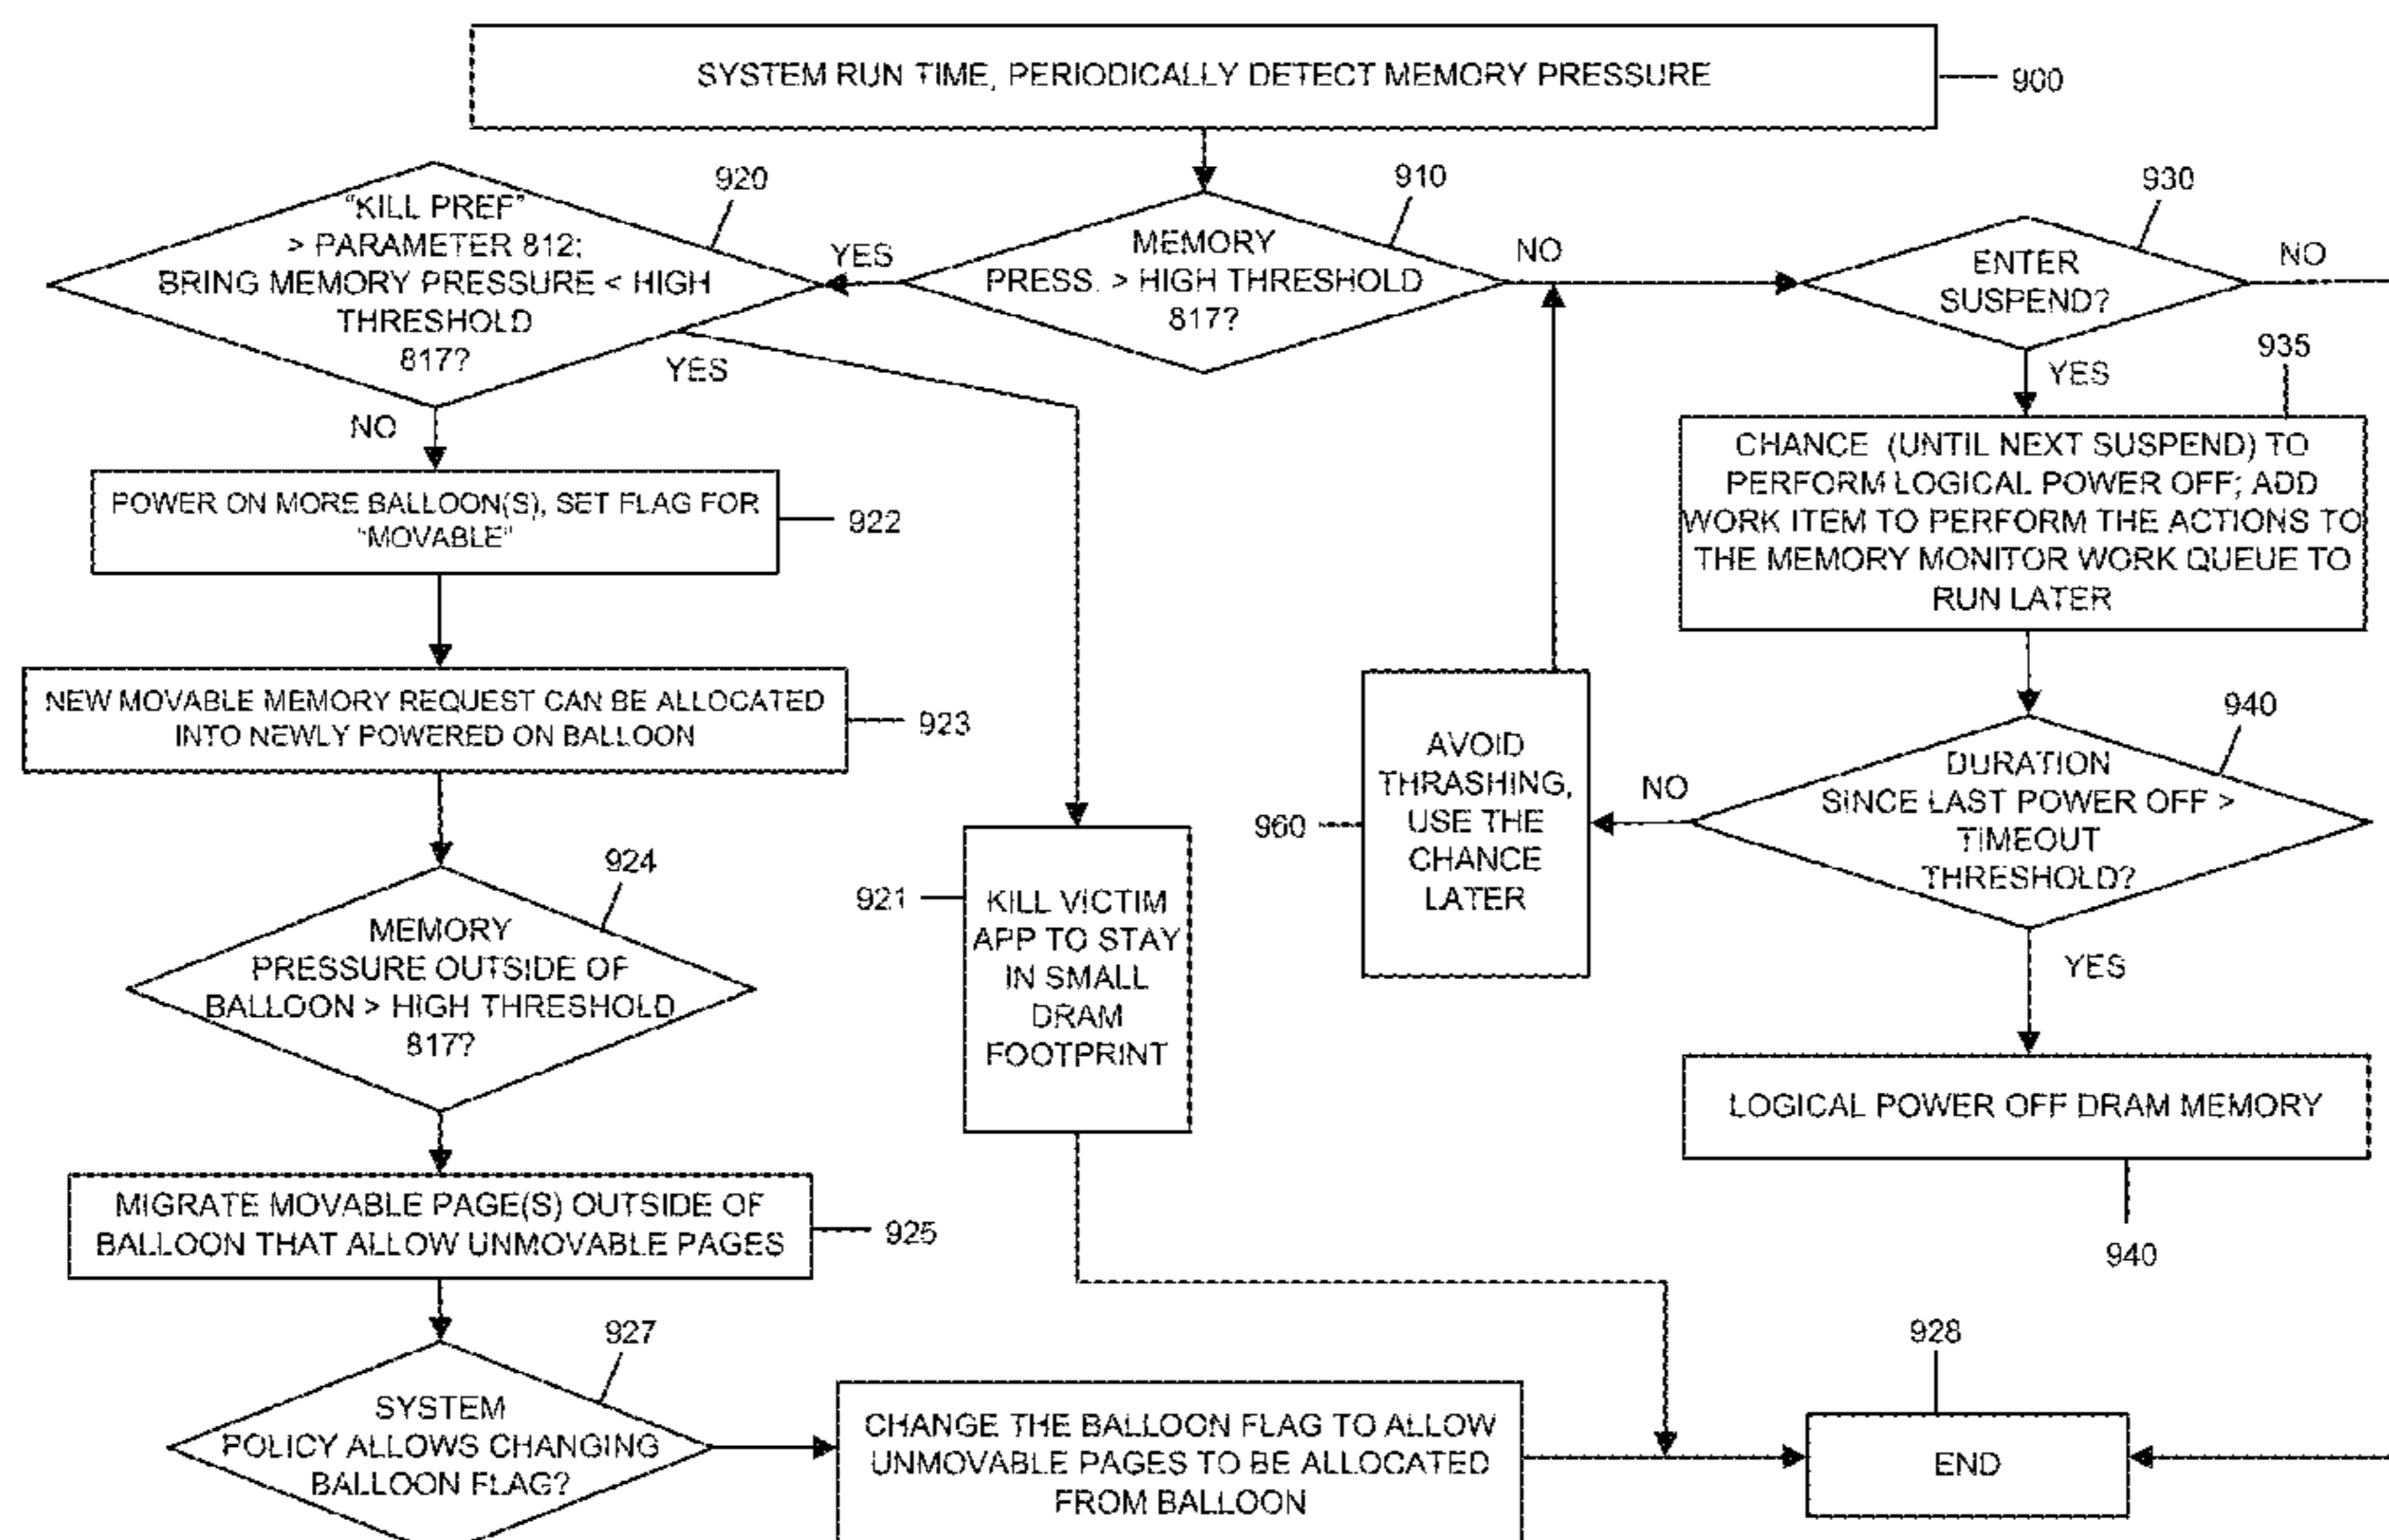 SYSTEM RUN TIME, PERIODICALLY DETECT MEMORY PRESSURE
900
920
"KILL PREF"
> PARAMETER 812;
BRING MEMORY PRESSURE < HIGH
THRESHOLD
817?
YES
NO
YES
910
MEMORY
PRESS. > HIGH THRESHOLD
817?
NO
930
ENTER
SUSPEND?
NO
YES
935
CHANCE (UNTIL NEXT SUSPEND) TO
PERFORM LOGICAL POWER OFF; ADD
WORK ITEM TO PERFORM THE ACTIONS TO
THE MEMORY MONITOR WORK QUEUE TO
RUN LATER
POWER ON MORE BALLOON(S), SET FLAG FOR
"MOVABLE"
922
NEW MOVABLE MEMORY REQUEST CAN BE ALLOCATED
INTO NEWLY POWERED ON BALLOON
923
924
MEMORY
PRESSURE OUTSIDE OF
BALLOON > HIGH THRESHOLD
817?
921
KILL VICTIM
APP TO STAY
IN SMALL
DRAM
FOOTPRINT
960
AVOID
THRASHING,
USE THE
CHANCE
LATER
NO
940
DURATION
SINCE LAST POWER OFF >
TIMEOUT
THRESHOLD?
YES
LOGICAL POWER OFF DRAM MEMORY
940
MIGRATE MOVABLE PAGE(S) OUTSIDE OF
BALLOON THAT ALLOW UNMOVABLE PAGES
925
927
SYSTEM
POLICY ALLOWS CHANGING
BALLOON FLAG?
CHANGE THE BALLOON FLAG TO ALLOW
UNMOVABLE PAGES TO BE ALLOCATED
FROM BALLOON
928
END